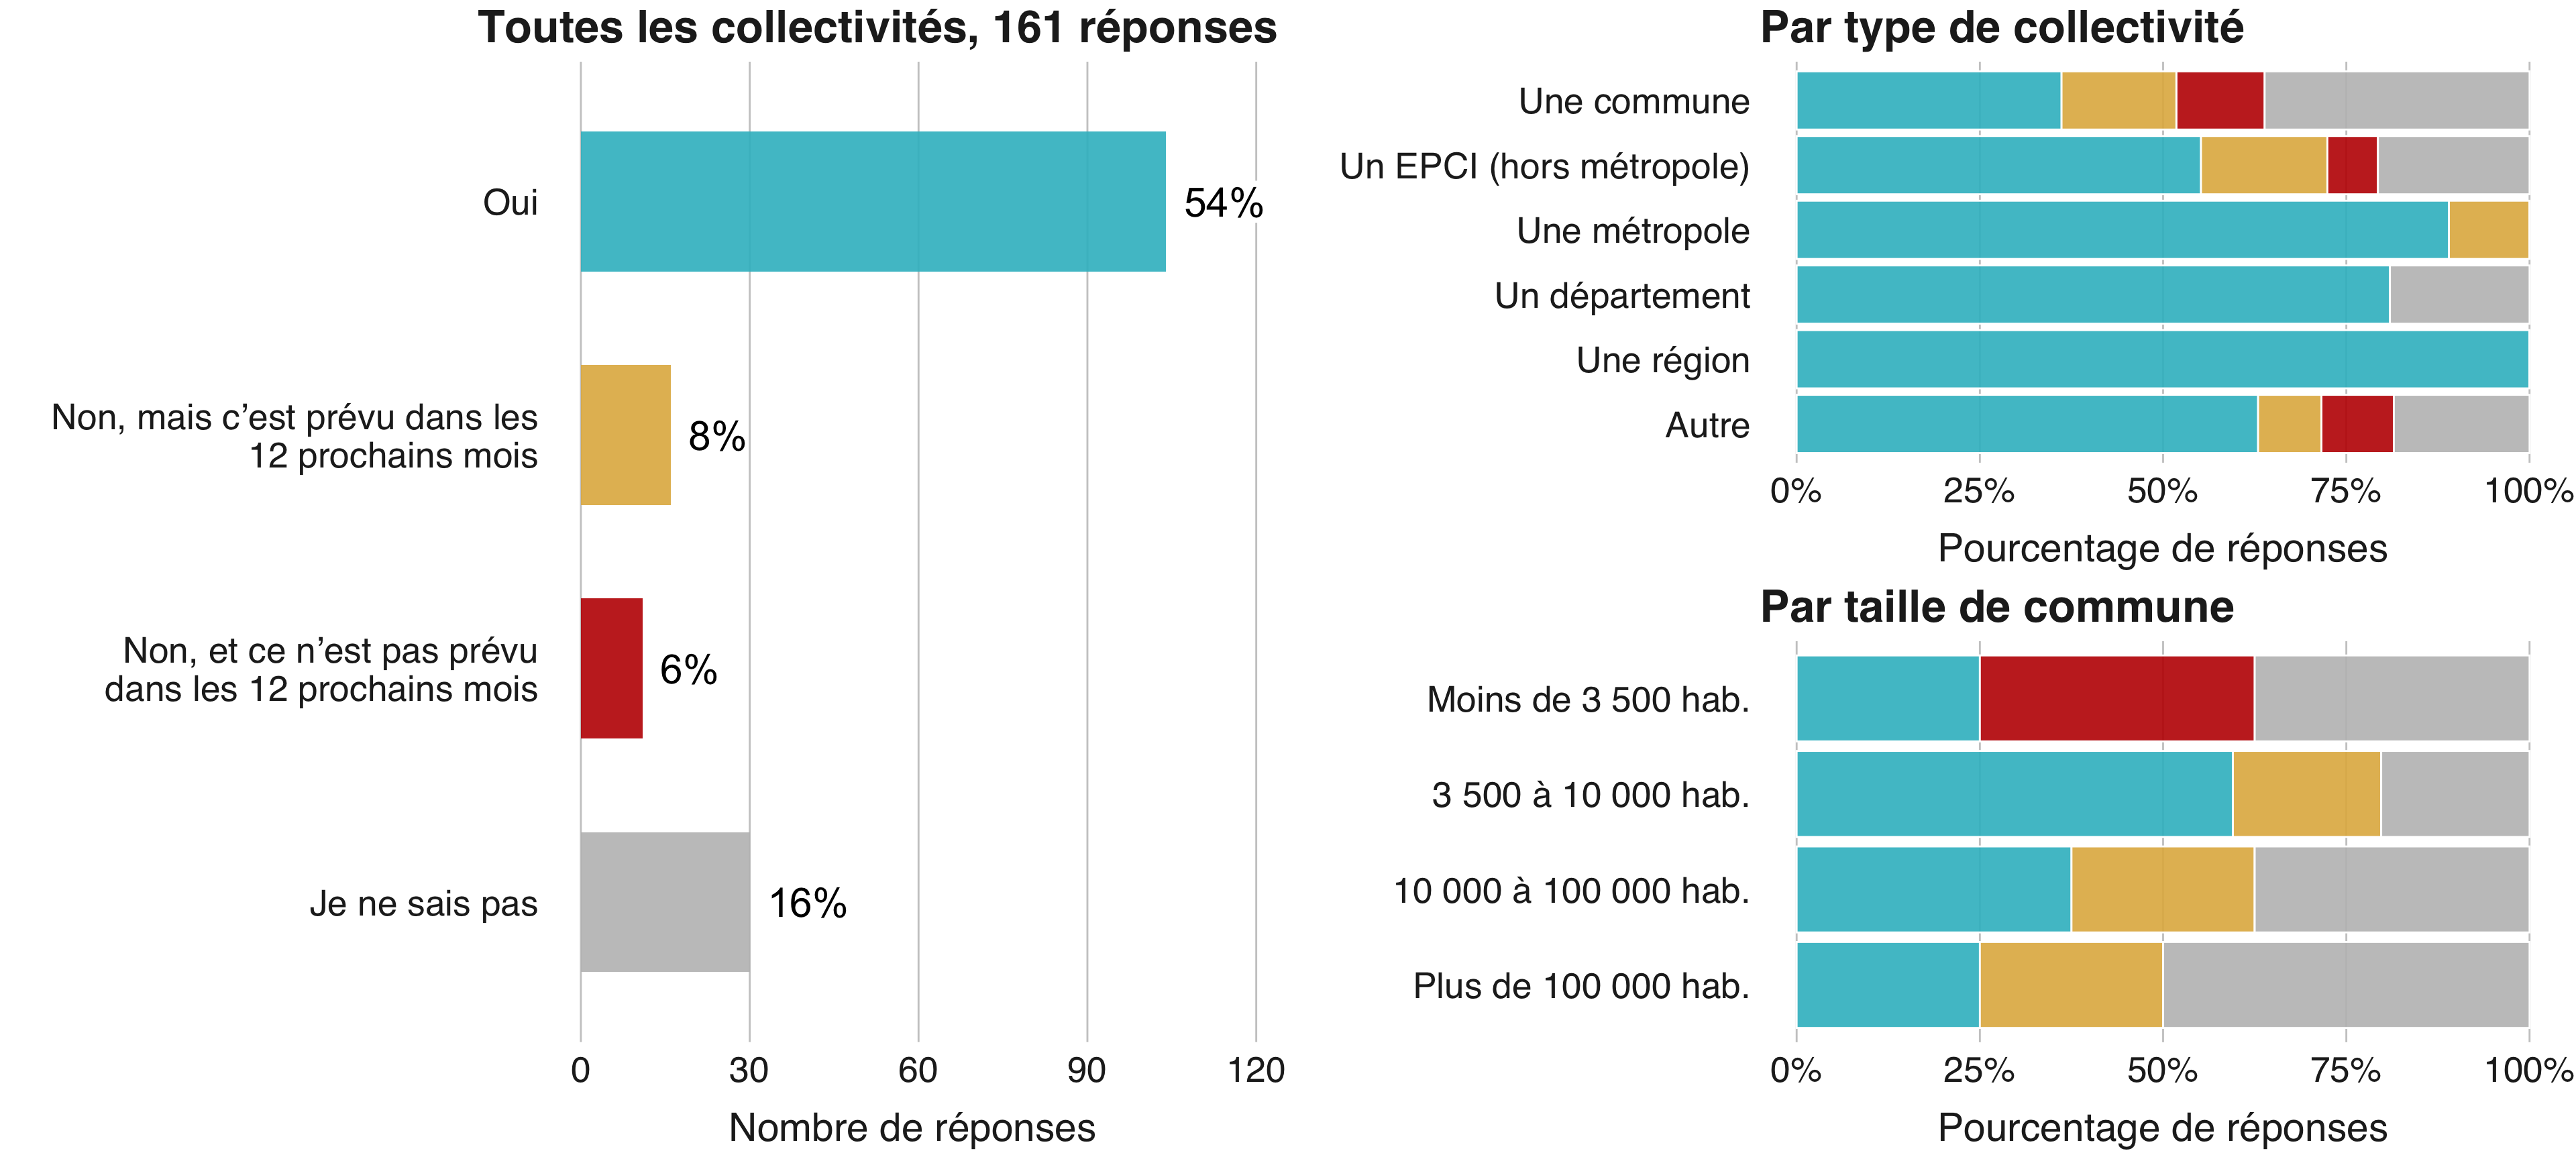 Toutes les collectivités, 161 réponses
Oui
54%
Non, mais c’est prévu dans les
12 prochains mois
8%
Non, et ce n’est pas prévu
dans les 12 prochains mois
6%
Je ne sais pas
16%
0 30 60 90 120
Nombre de réponses
Par type de collectivité
Une commune
Un EPCI (hors métropole)
Une métropole
Un département
Une région
Autre
0% 25% 50% 75% 100%
Pourcentage de réponses
Par taille de commune
Moins de 3 500 hab.
3 500 à 10 000 hab.
10 000 à 100 000 hab.
Plus de 100 000 hab.
0% 25% 50% 75% 100%
Pourcentage de réponses